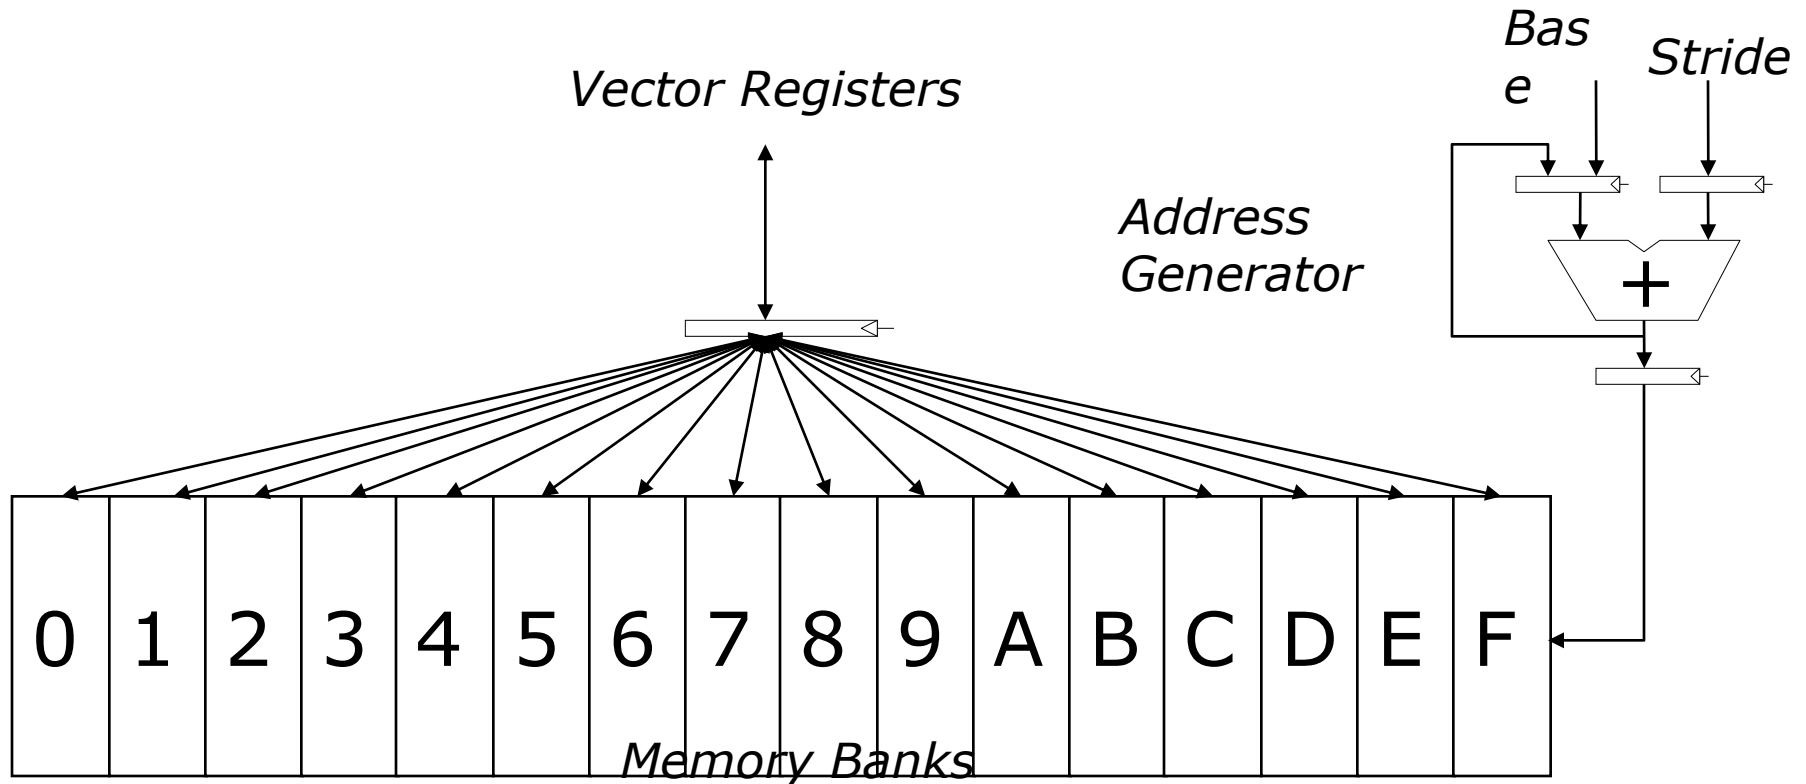 Bas
e
Stride
Vector Registers
Address
Generator
+
0 1 2 3 4 5 6 7 8 9 A B C D E F
Memory Banks